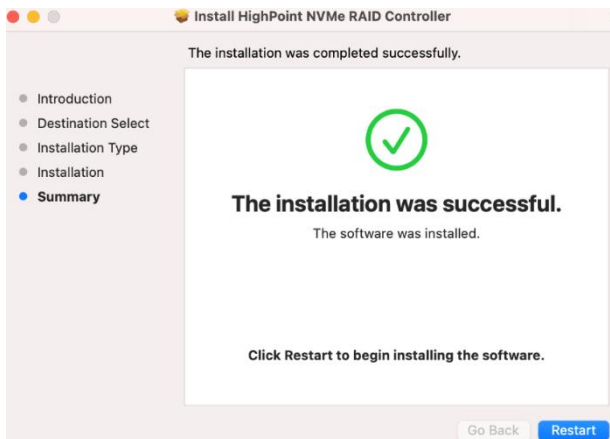 Install HighPoint NVMe RAID Controller
The installation was completed successfully.
Introduction
Destination Select
Installation Type
Installation
Summary
The installation was successful.
The software was installed.
Click Restart to begin installing the software.
Go Back
Restart